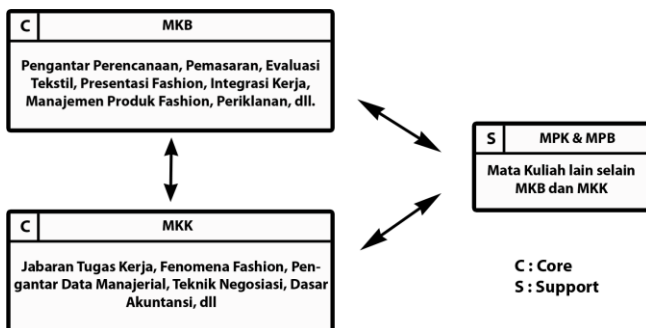 C MKB
Pengantar Perencanaan, Pemasaran, Evaluasi
Tekstil, Presentasi Fashion, Integrasi Kerja,
Manajemen Produk Fashion, Periklanan, dll.
S MPK & MPB
Mata Kuliah lain selain
MKB dan MKK
C MKK
Jabaran Tugas Kerja, Fenomena Fashion, Pen-
gantar Data Manajerial, Teknik Negosiasi, Dasar
Akuntansi, dll
C : Core
S : Support